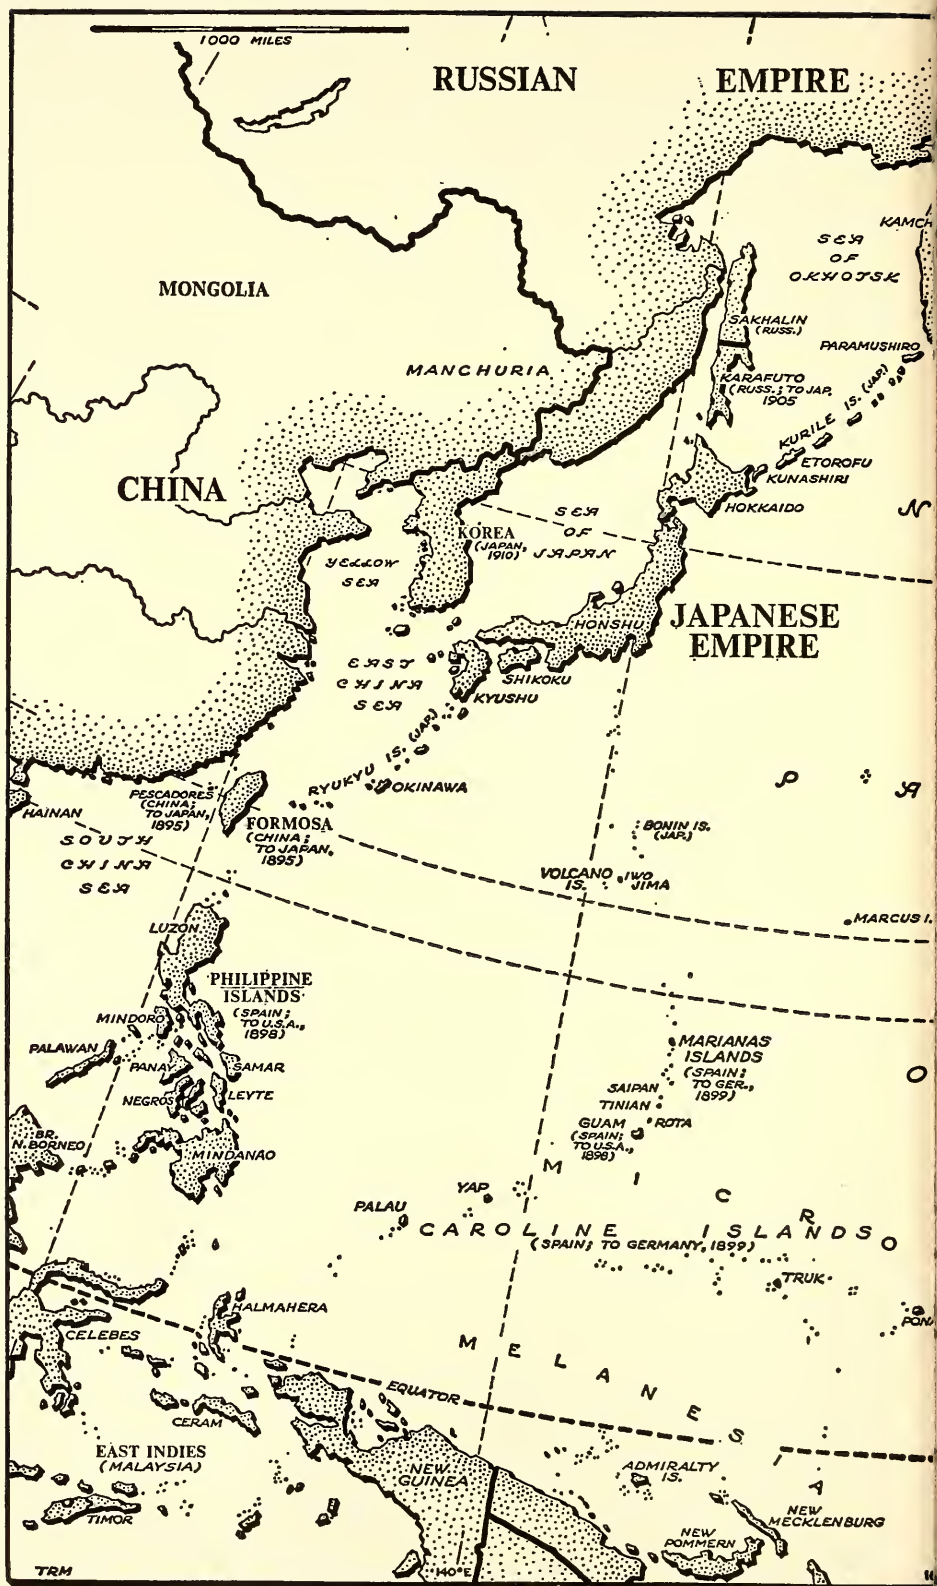 1000 MILES
RUSSIAN EMPIRE
KAMCH
SEA
OF
OKHOTSK
MONGOLIA
SAKHALIN
(RUSS.)
PARAMUSHIRO
MANCHURIA
KARAFUTO
(RUSS.; TO JAP.
1905
KURILE IS. (JAP.)
ETOROFU
KUNASHIRI
CHINA
HOKKAIDO
N
SEA
OF
JAPAN
KOREA
(JAPAN,
1910)
YELLOW
SEA
JAPANESE
EMPIRE
HONSHU
EAST
CHINA
SEA
SHIKOKU
KYUSHU
RYUKYU IS. (JAP.)
OKINAWA
P A
PESCADORES
(CHINA;
TO JAPAN,
1895)
HAINAN
FORMOSA
(CHINA;
TO JAPAN,
1895)
SOUTH
CHINA
SEA
BONIN IS.
(JAP.)
VOLCANO
IS.
IWO
JIMA
MARCUS I.
LUZON
PHILIPPINE
ISLANDS
(SPAIN;
TO U.S.A.,
1898)
MINDORO
PALAWAN
PANAY
SAMAR
NEGROS
LEYTE
BR.
N. BORNEO
MINDANAO
MARIANAS
ISLANDS
(SPAIN;
TO GER.,
1899)
O
SAIPAN
TINIAN
GUAM
(SPAIN;
TO U.S.A.,
1898)
ROTA
MICRO
YAP
PALAU
CAROLINE ISLANDS
(SPAIN; TO GERMANY, 1899)
TRUK
PONA
HALMAHERA
CELEBES
MELANESIA
EQUATOR
CERAM
EAST INDIES
(MALAYSIA)
NEW
GUINEA
ADMIRALTY
IS.
TIMOR
NEW
MECKLENBURG
NEW
POMMERN
140°E
TRM